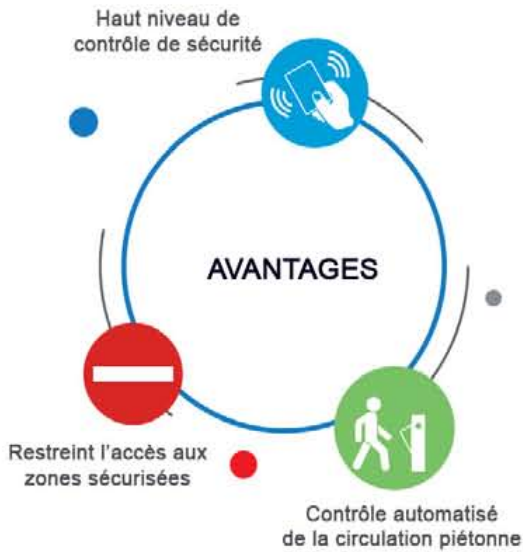 Haut niveau de
contrôle de sécurité
AVANTAGES
Restreint l'accès aux
zones sécurisées
Contrôle automatisé
de la circulation piétonne